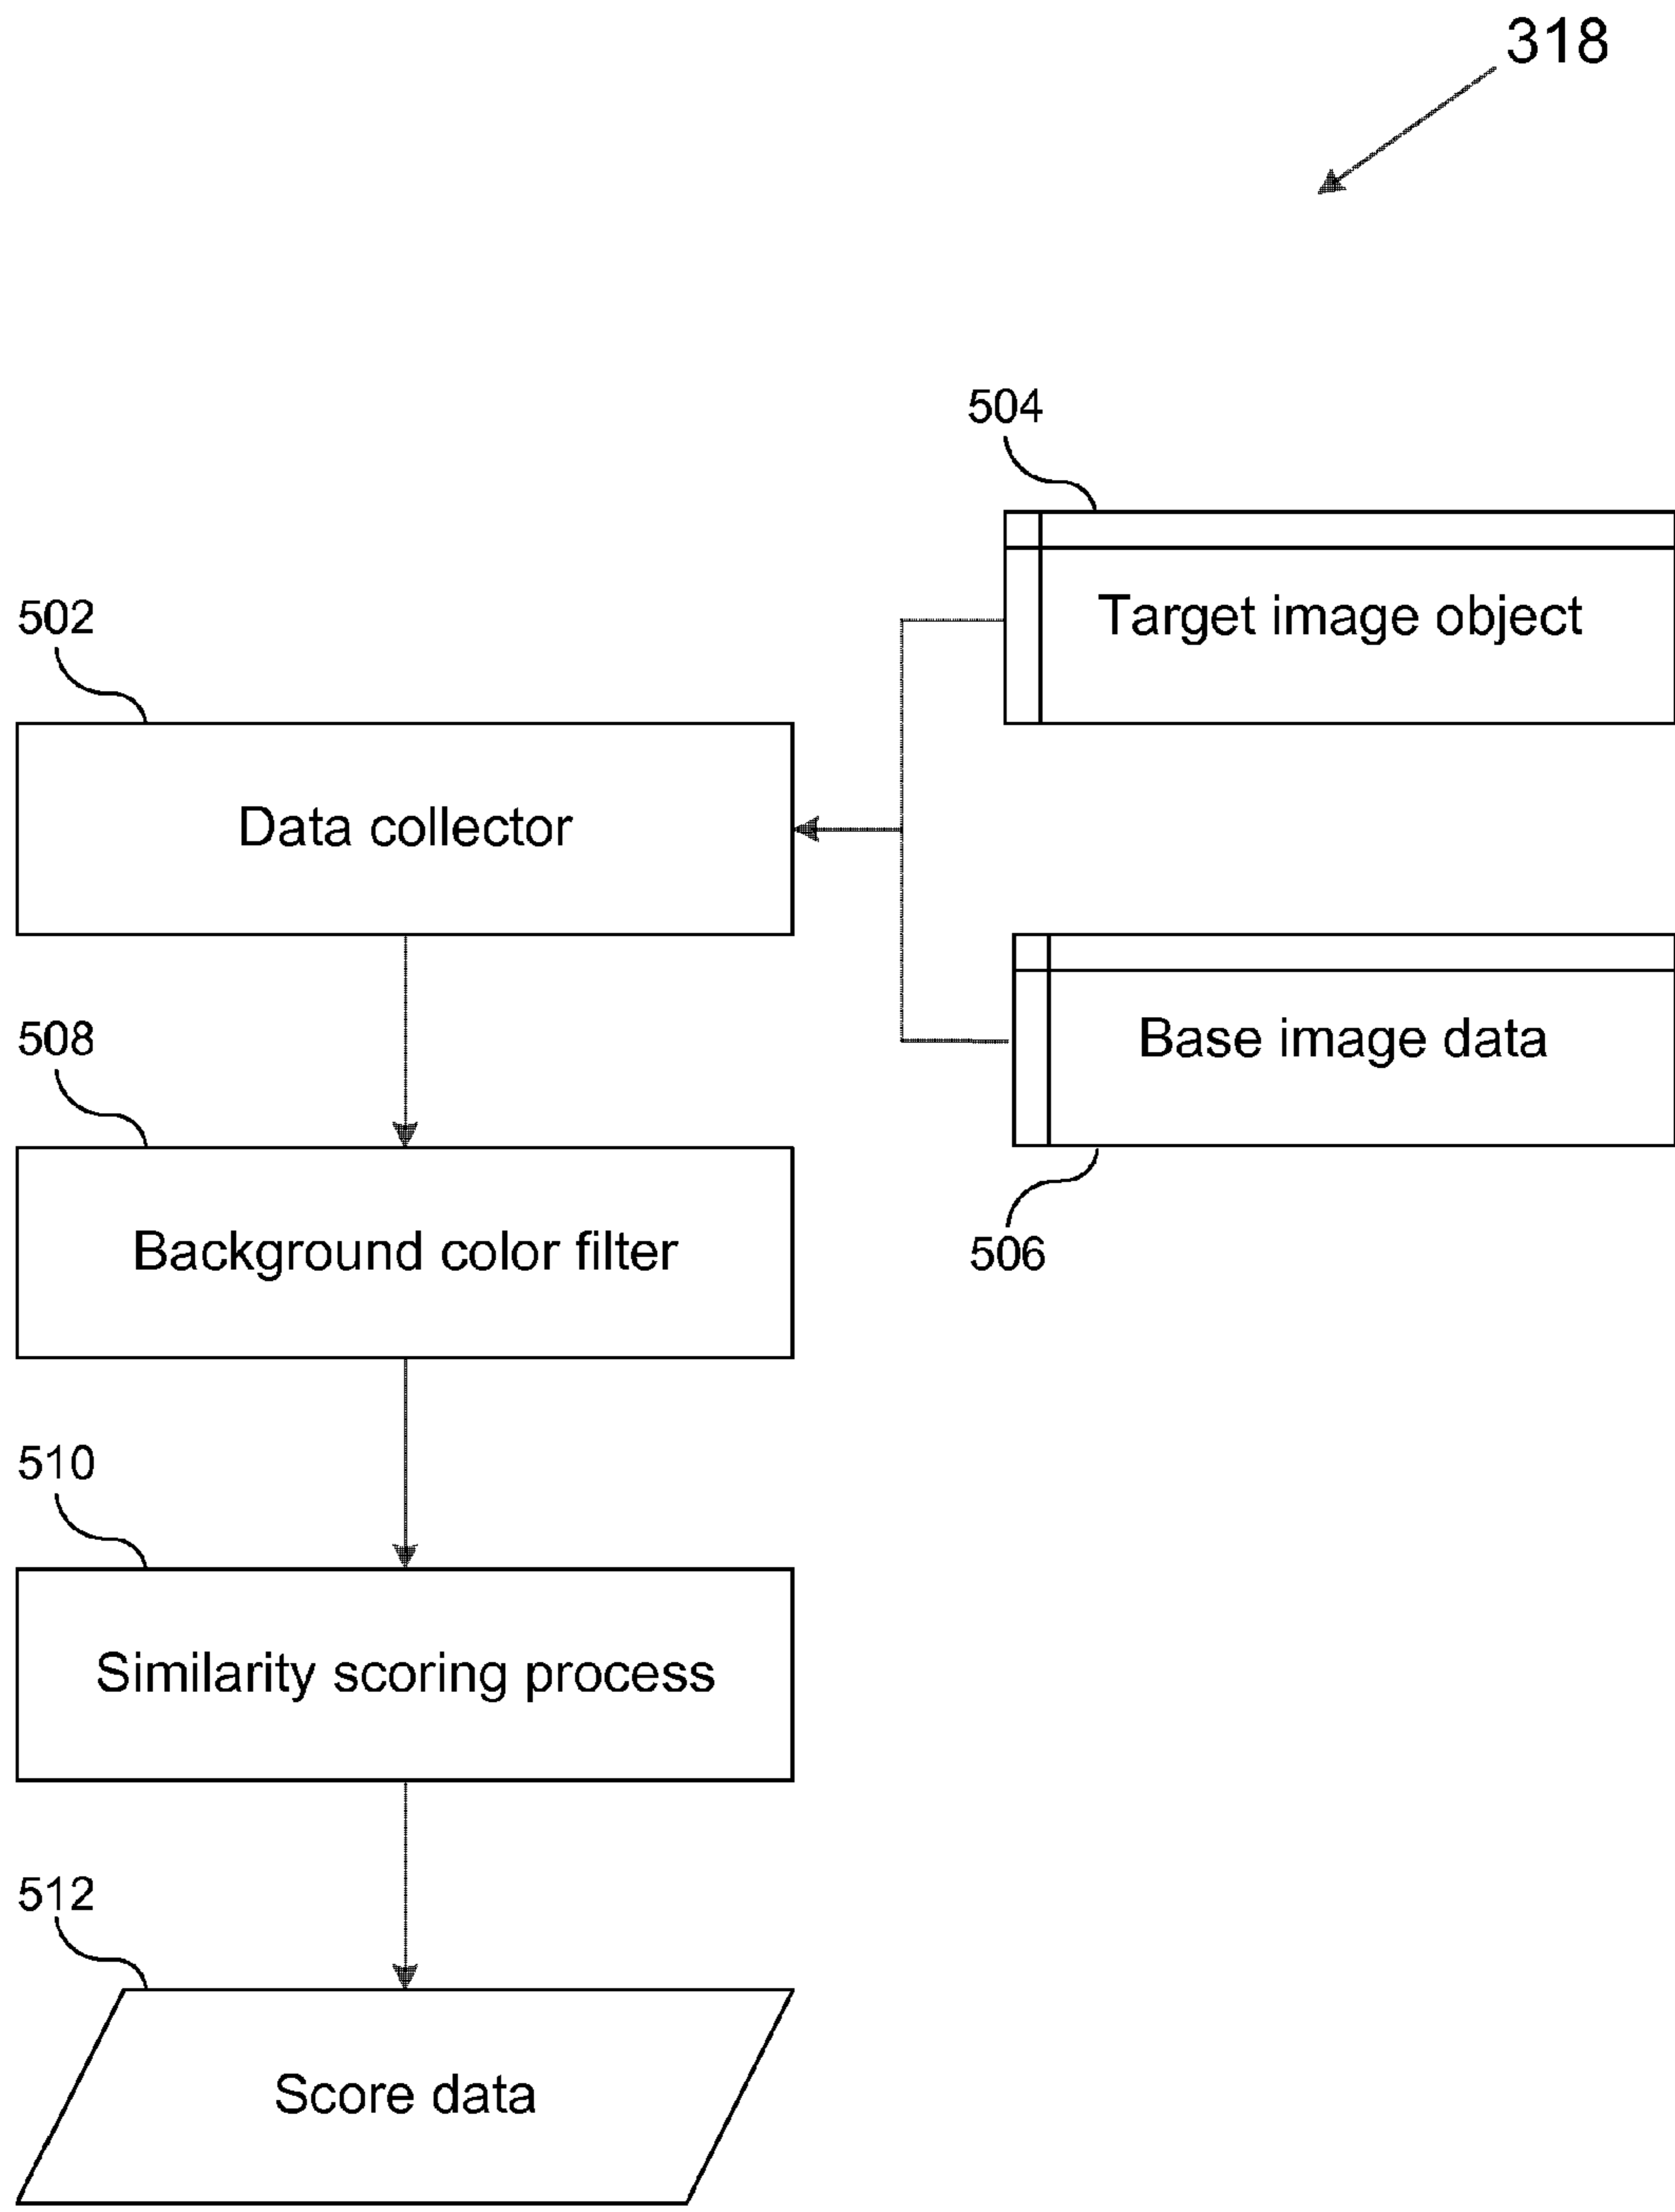 318
504
Target image object
502
Data collector
508
Base image data
Background color filter
506
510
Similarity scoring process
512
Score data